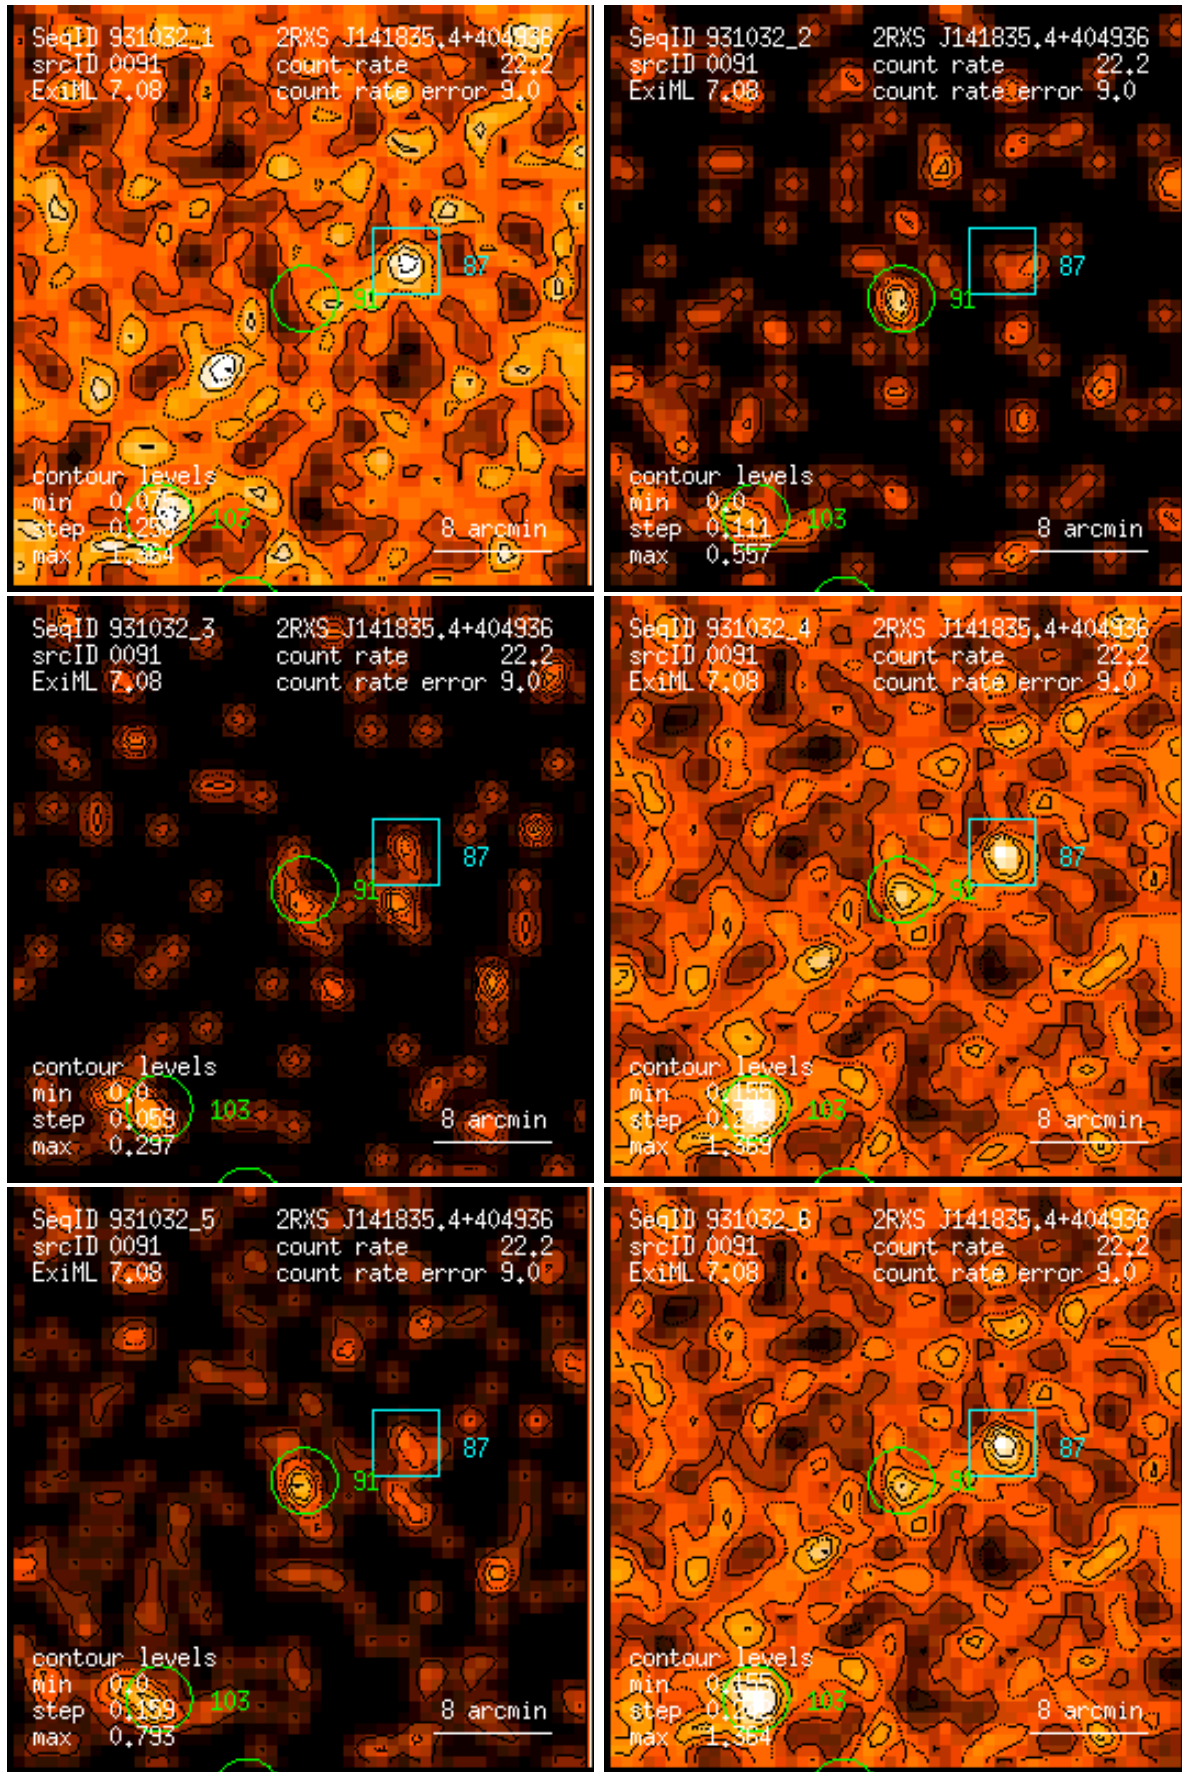 SeqID 931032_1 2RXS J141835.4+404936
srcID 0091 count rate 22.2
ExiML 7.08 count rate error 9.0
87
91
contour levels
min 0.075
103
step
8 arcmin
max 1.364
SeqID 931032_2 2RXS J141835.4+404936
srcID 0091 count rate 22.2
ExiML 7.08 count rate error 9.0
87
91
contour levels
min 0.0
step 0.111 103
8 arcmin
max 0.557
SeqID 931032_3 2RXS J141835.4+404936
srcID 0091 count rate 22.2
ExiML 7.08 count rate error 9.0
87
91
contour levels
min 0.0
step 0.059 103
8 arcmin
max 0.297
SeqID 931032_4 2RXS J141835.4+404936
srcID 0091 count rate 22.2
ExiML 7.08 count rate error 9.0
87
91
contour levels
min 0.155
step 103
8 arcmin
max 1.369
SeqID 931032_5 2RXS J141835.4+404936
srcID 0091 count rate 22.2
ExiML 7.08 count rate error 9.0
87
91
contour levels
min 0.0
step 0.159 103
8 arcmin
max 0.793
SeqID 931032_6 2RXS J141835.4+404936
srcID 0091 count rate 22.2
ExiML 7.08 count rate error 9.0
87
91
contour levels
min 0.155
step 103
8 arcmin
max 1.364